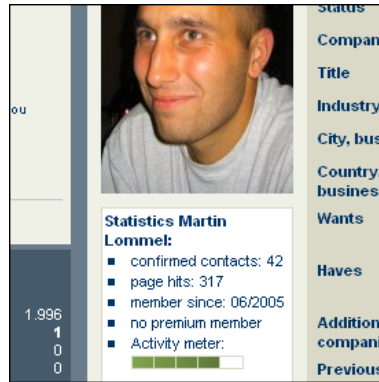 Status
Compan
Title
Industry
ou
City, bus
Country,
busines
Wants
Statistics Martin
Lommel:
confirmed contacts: 42
page hits: 317
Haves
member since: 06/2005
no premium member
Activity meter:
1.996
1
0
0
Addition
compani
Previous